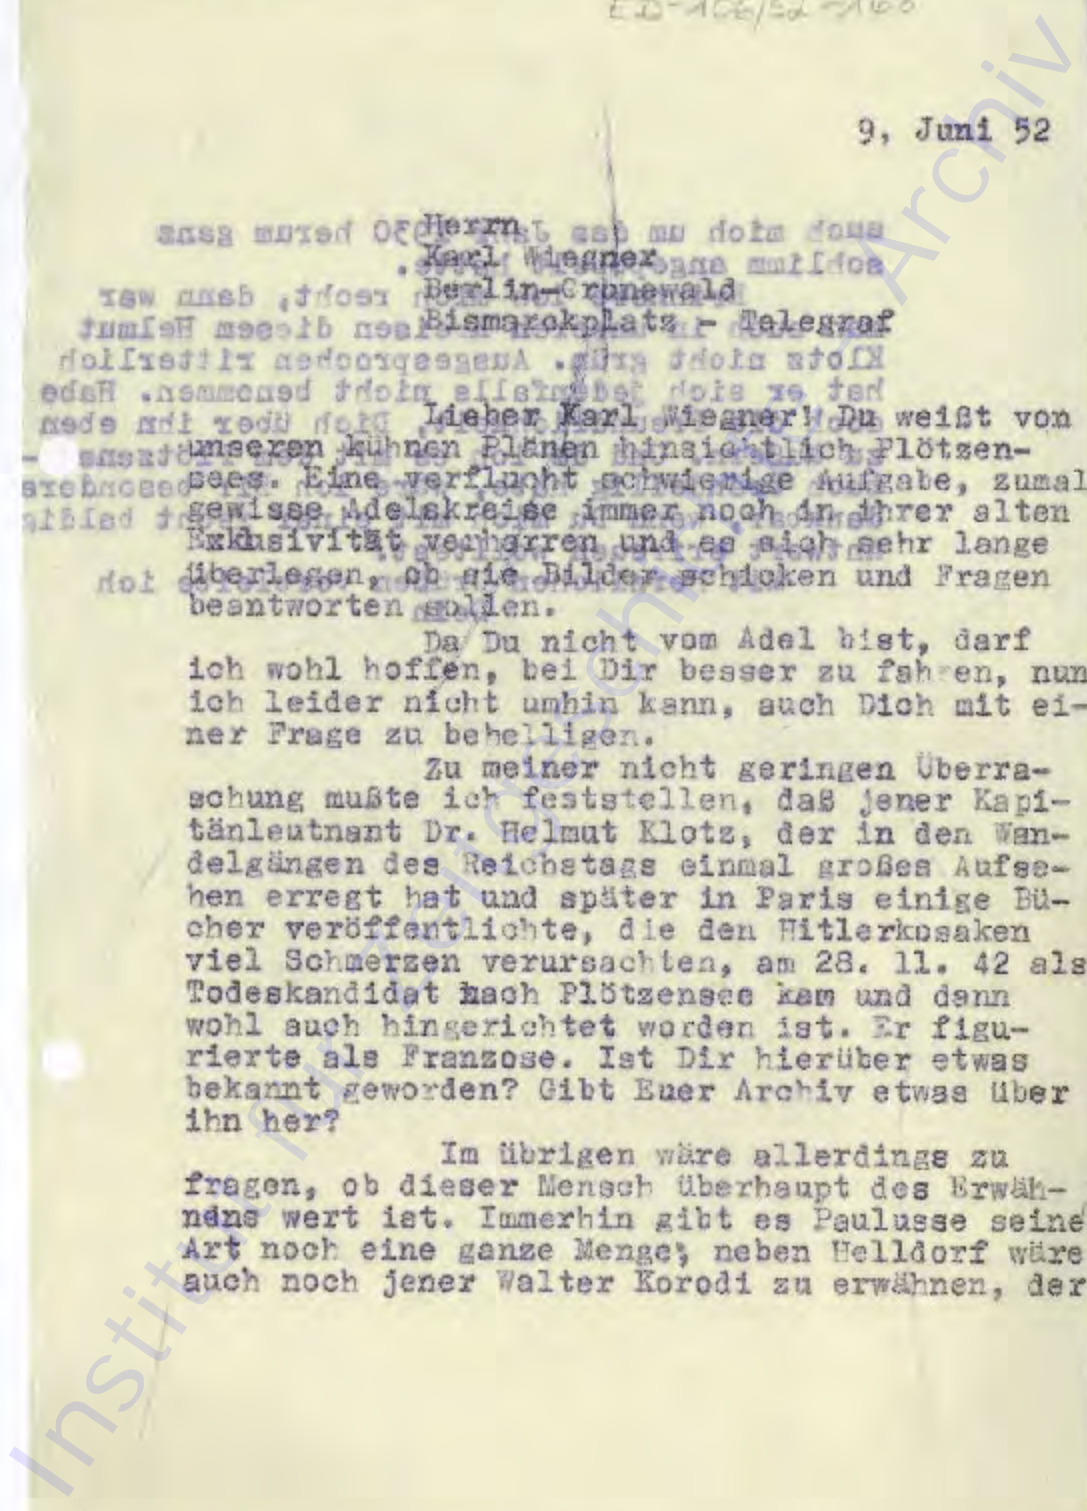 ED-106/52-160
9, Juni 52
Herrn
Karl Wiegner
Berlin-Grunewald
Bismarckplatz - Telegraf
Lieber Karl Wiegner! Du weißt von
unseren kühnen Plänen hinsichtlich Plötzen-
sees. Eine verflucht schwierige Aufgabe, zumal
gewisse Adelskreise immer noch in ihrer alten
Exklusivität verharren und es sich sehr lange
überlegen, ob sie Bilder schicken und Fragen
beantworten sollen.
Da Du nicht vom Adel bist, darf
ich wohl hoffen, bei Dir besser zu fahren, nun
ich leider nicht umhin kann, auch Dich mit ei-
ner Frage zu behelligen.
Zu meiner nicht geringen Überra-
schung mußte ich feststellen, daß jener Kapi-
tänleutnant Dr. Helmut Klotz, der in den Wan-
delgängen des Reichstags einmal großes Aufse-
hen erregt hat und später in Paris einige Bü-
cher veröffentlichte, die den Hitlerkosaken
viel Schmerzen verursachten, am 28. 11. 42 als
Todeskandidat nach Plötzensee kam und dann
wohl auch hingerichtet worden ist. Er figu-
rierte als Franzose. Ist Dir hierüber etwas
bekannt geworden? Gibt Euer Archiv etwas über
ihn her?
Im übrigen wäre allerdings zu
fragen, ob dieser Mensch überhaupt des Erwäh-
nens wert ist. Immerhin gibt es Paulusse seine
Art noch eine ganze Menge; neben Helldorf wäre
auch noch jener Walter Korodi zu erwähnen, der
Institut für Zeitgeschichte - Archiv